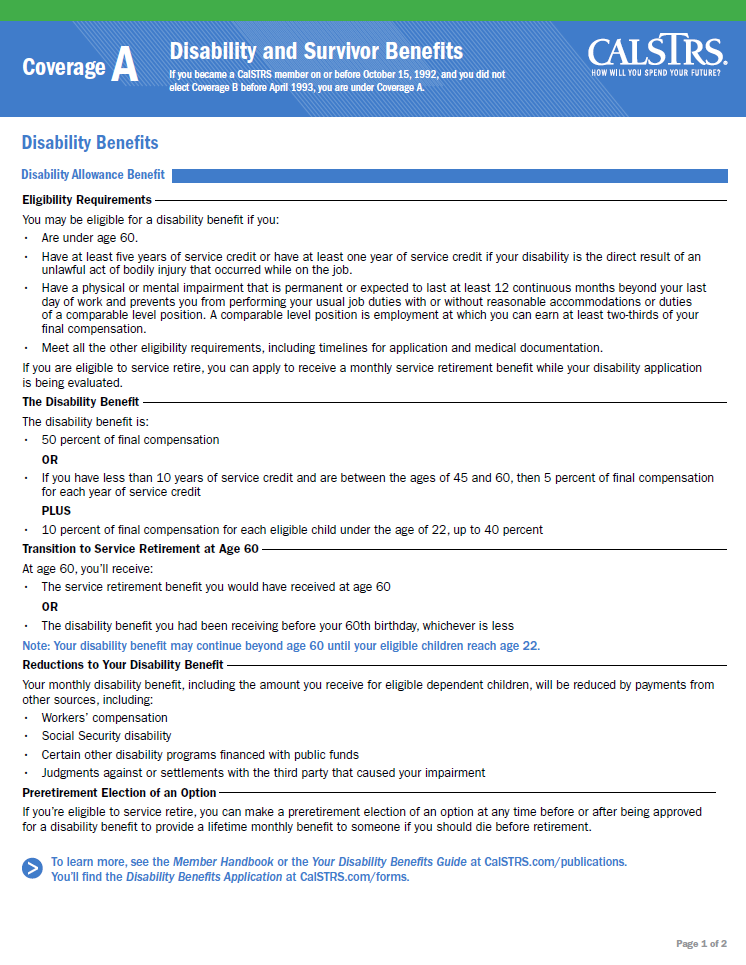 Coverage A
Disability and Survivor Benefits
If you became a CalSTRS member on or before October 15, 1992, and you did not
elect Coverage B before April 1993, you are under Coverage A.
CALSTRS.
HOW WILL YOU SPEND YOUR FUTURE?
Disability Benefits
Disability Allowance Benefit
Eligibility Requirements
You may be eligible for a disability benefit if you:
· Are under age 60.
· Have at least five years of service credit or have at least one year of service credit if your disability is the direct result of an
unlawful act of bodily injury that occurred while on the job.
· Have a physical or mental impairment that is permanent or expected to last at least 12 continuous months beyond your last
day of work and prevents you from performing your usual job duties with or without reasonable accommodations or duties
of a comparable level position. A comparable level position is employment at which you can earn at least two-thirds of your
final compensation.
· Meet all the other eligibility requirements, including timelines for application and medical documentation.
If you are eligible to service retire, you can apply to receive a monthly service retirement benefit while your disability application
is being evaluated.
The Disability Benefit
The disability benefit is:
· 50 percent of final compensation
OR
· If you have less than 10 years of service credit and are between the ages of 45 and 60, then 5 percent of final compensation
for each year of service credit
PLUS
· 10 percent of final compensation for each eligible child under the age of 22, up to 40 percent
Transition to Service Retirement at Age 60
At age 60, you'll receive:
· The service retirement benefit you would have received at age 60
OR
· The disability benefit you had been receiving before your 60th birthday, whichever is less
Note: Your disability benefit may continue beyond age 60 until your eligible children reach age 22.
Reductions to Your Disability Benefit
Your monthly disability benefit, including the amount you receive for eligible dependent children, will be reduced by payments from
other sources, including:
· Workers' compensation
· Social Security disability
· Certain other disability programs financed with public funds
· Judgments against or settlements with the third party that caused your impairment
Preretirement Election of an Option
If you're eligible to service retire, you can make a preretirement election of an option at any time before or after being approved
for a disability benefit to provide a lifetime monthly benefit to someone if you should die before retirement.
To learn more, see the Member Handbook or the Your Disability Benefits Guide at CalSTRS.com/publications.
You'll find the Disability Benefits Application at CalSTRS.com/forms.
Page 1 of 2